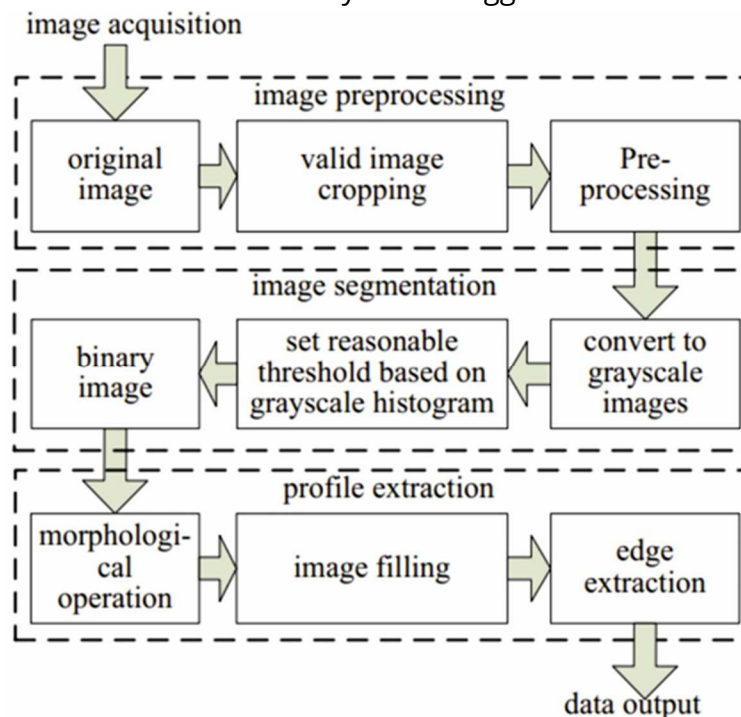 image acquisition
image preprocessing
original
image
valid image
cropping
Pre-
processing
image segmentation
convert to
grayscale
images
set reasonable
threshold based on
grayscale histogram
binary
image
profile extraction
morphologi-
cal
operation
image filling
edge
extraction
data output